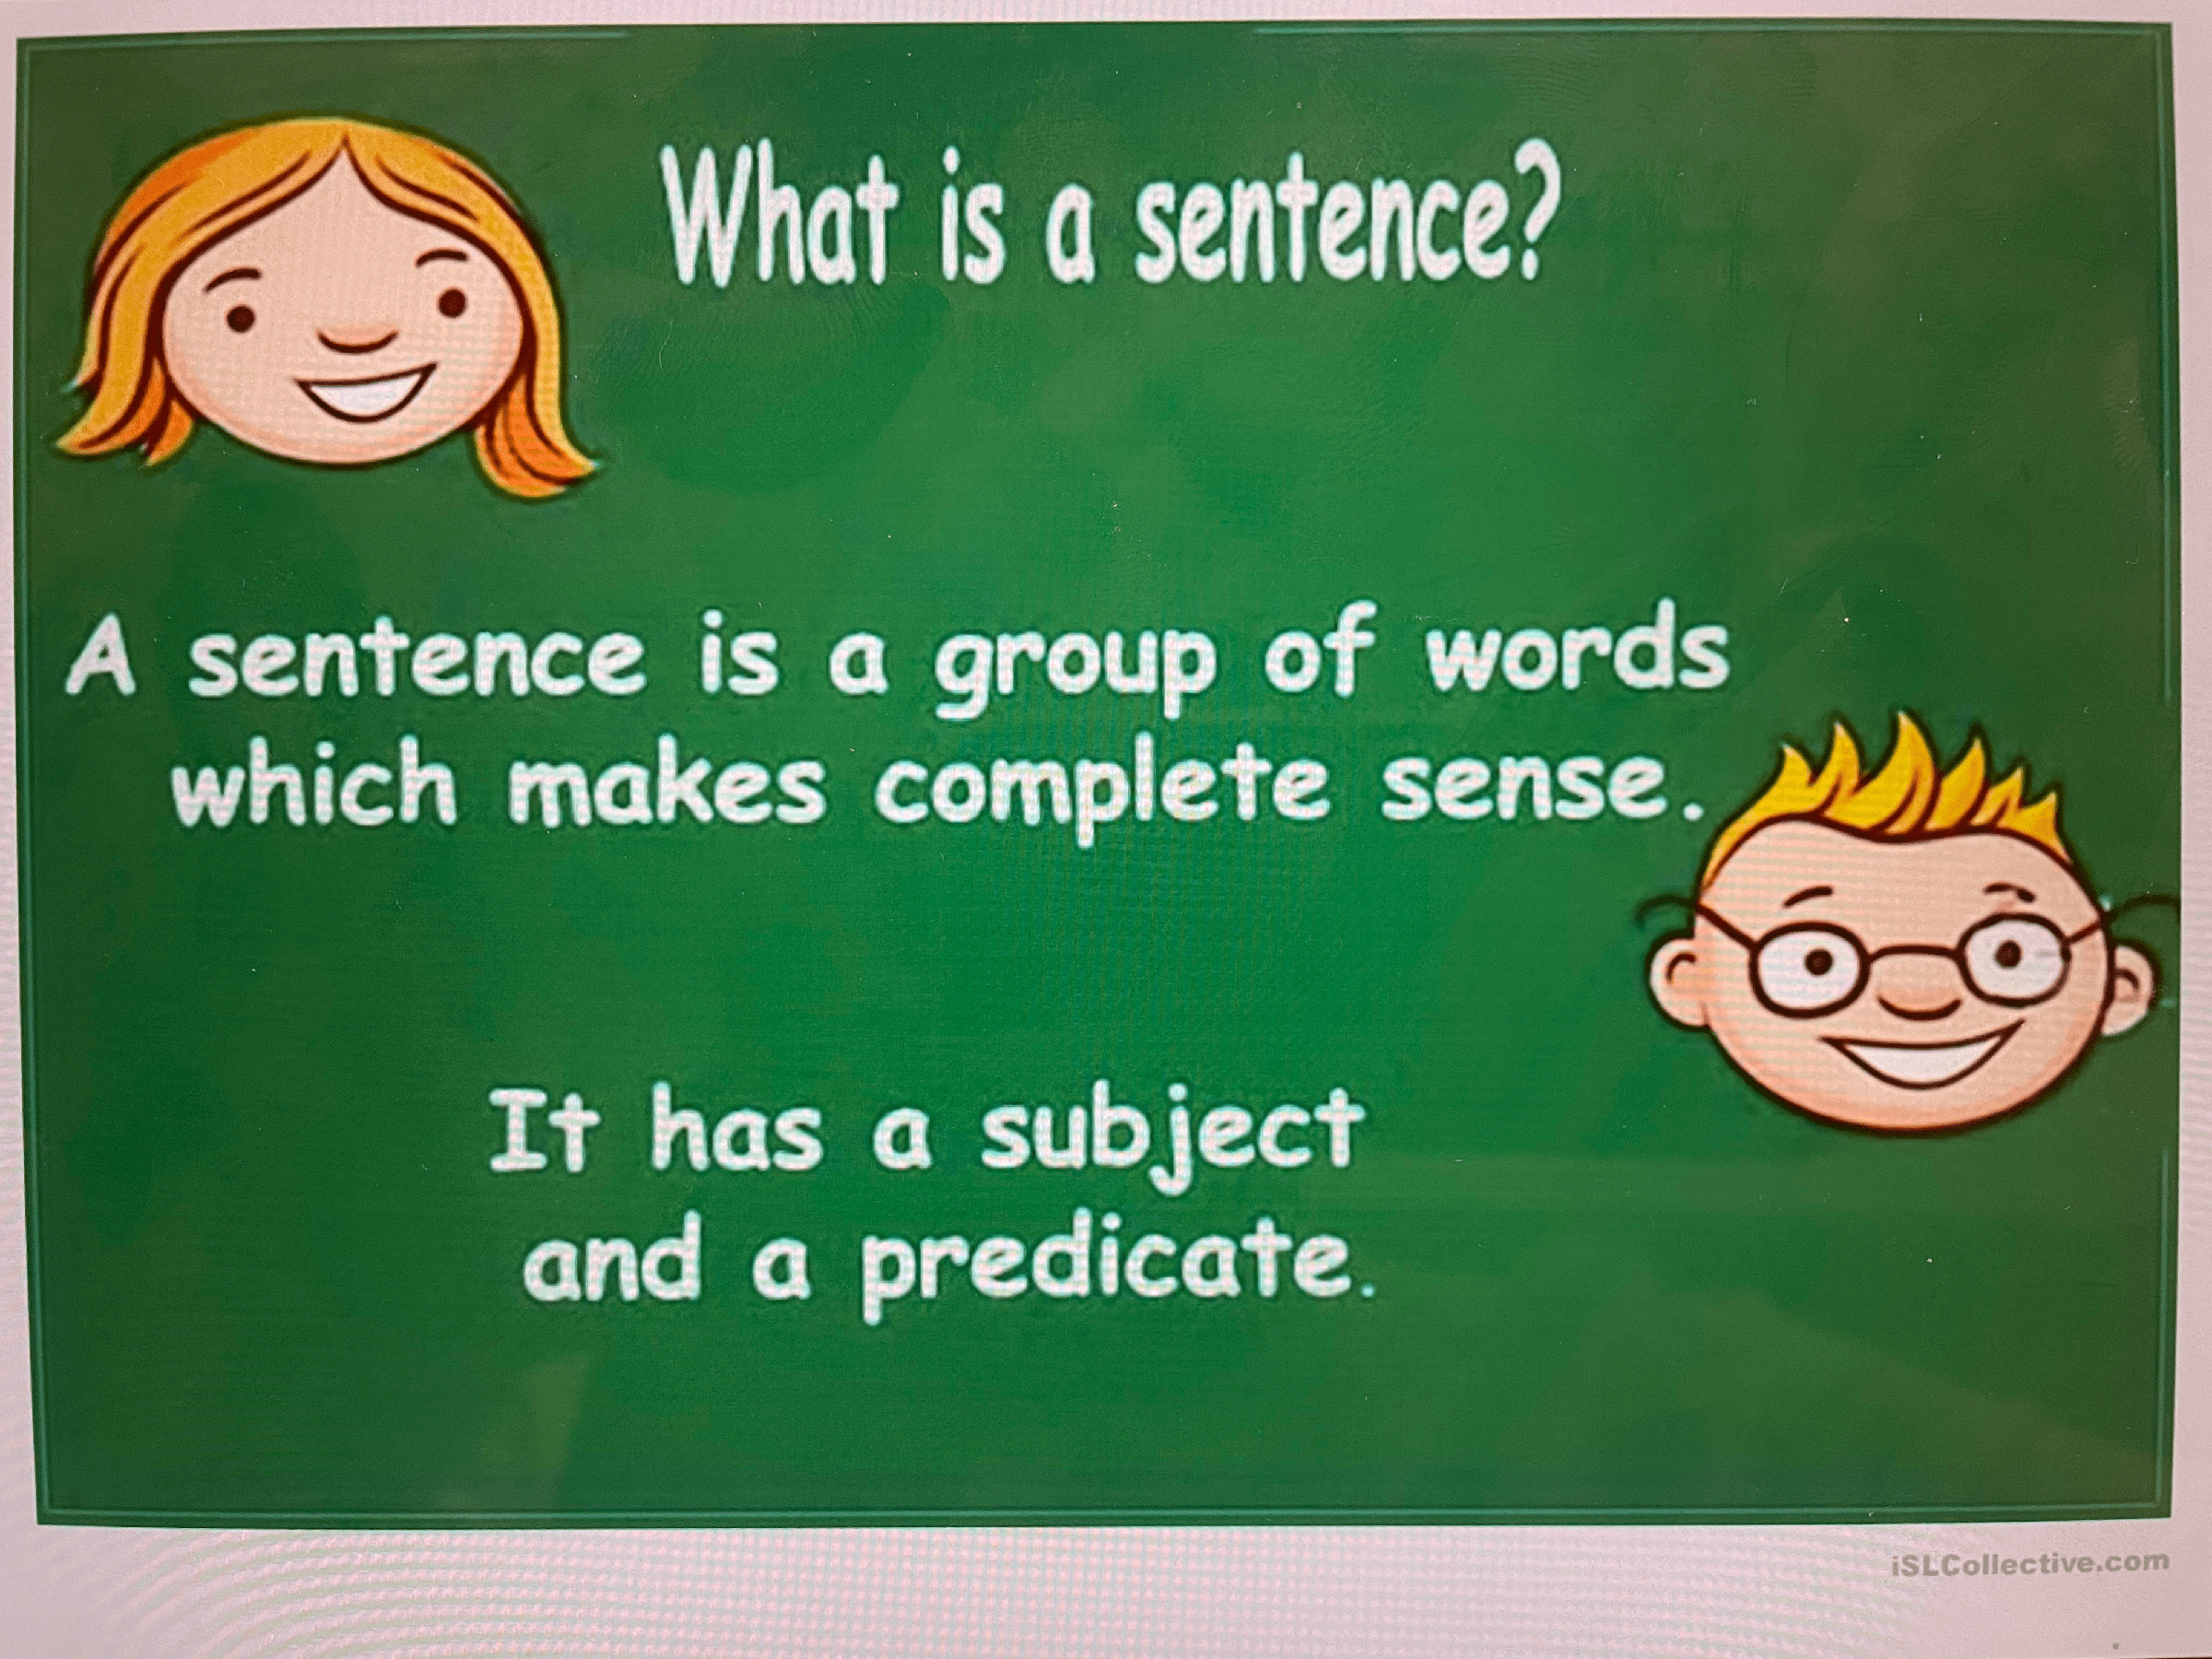 What is a sentence?
A sentence is a group of words
which makes complete sense.
It has a subject
and a predicate.
iSLCollective.com